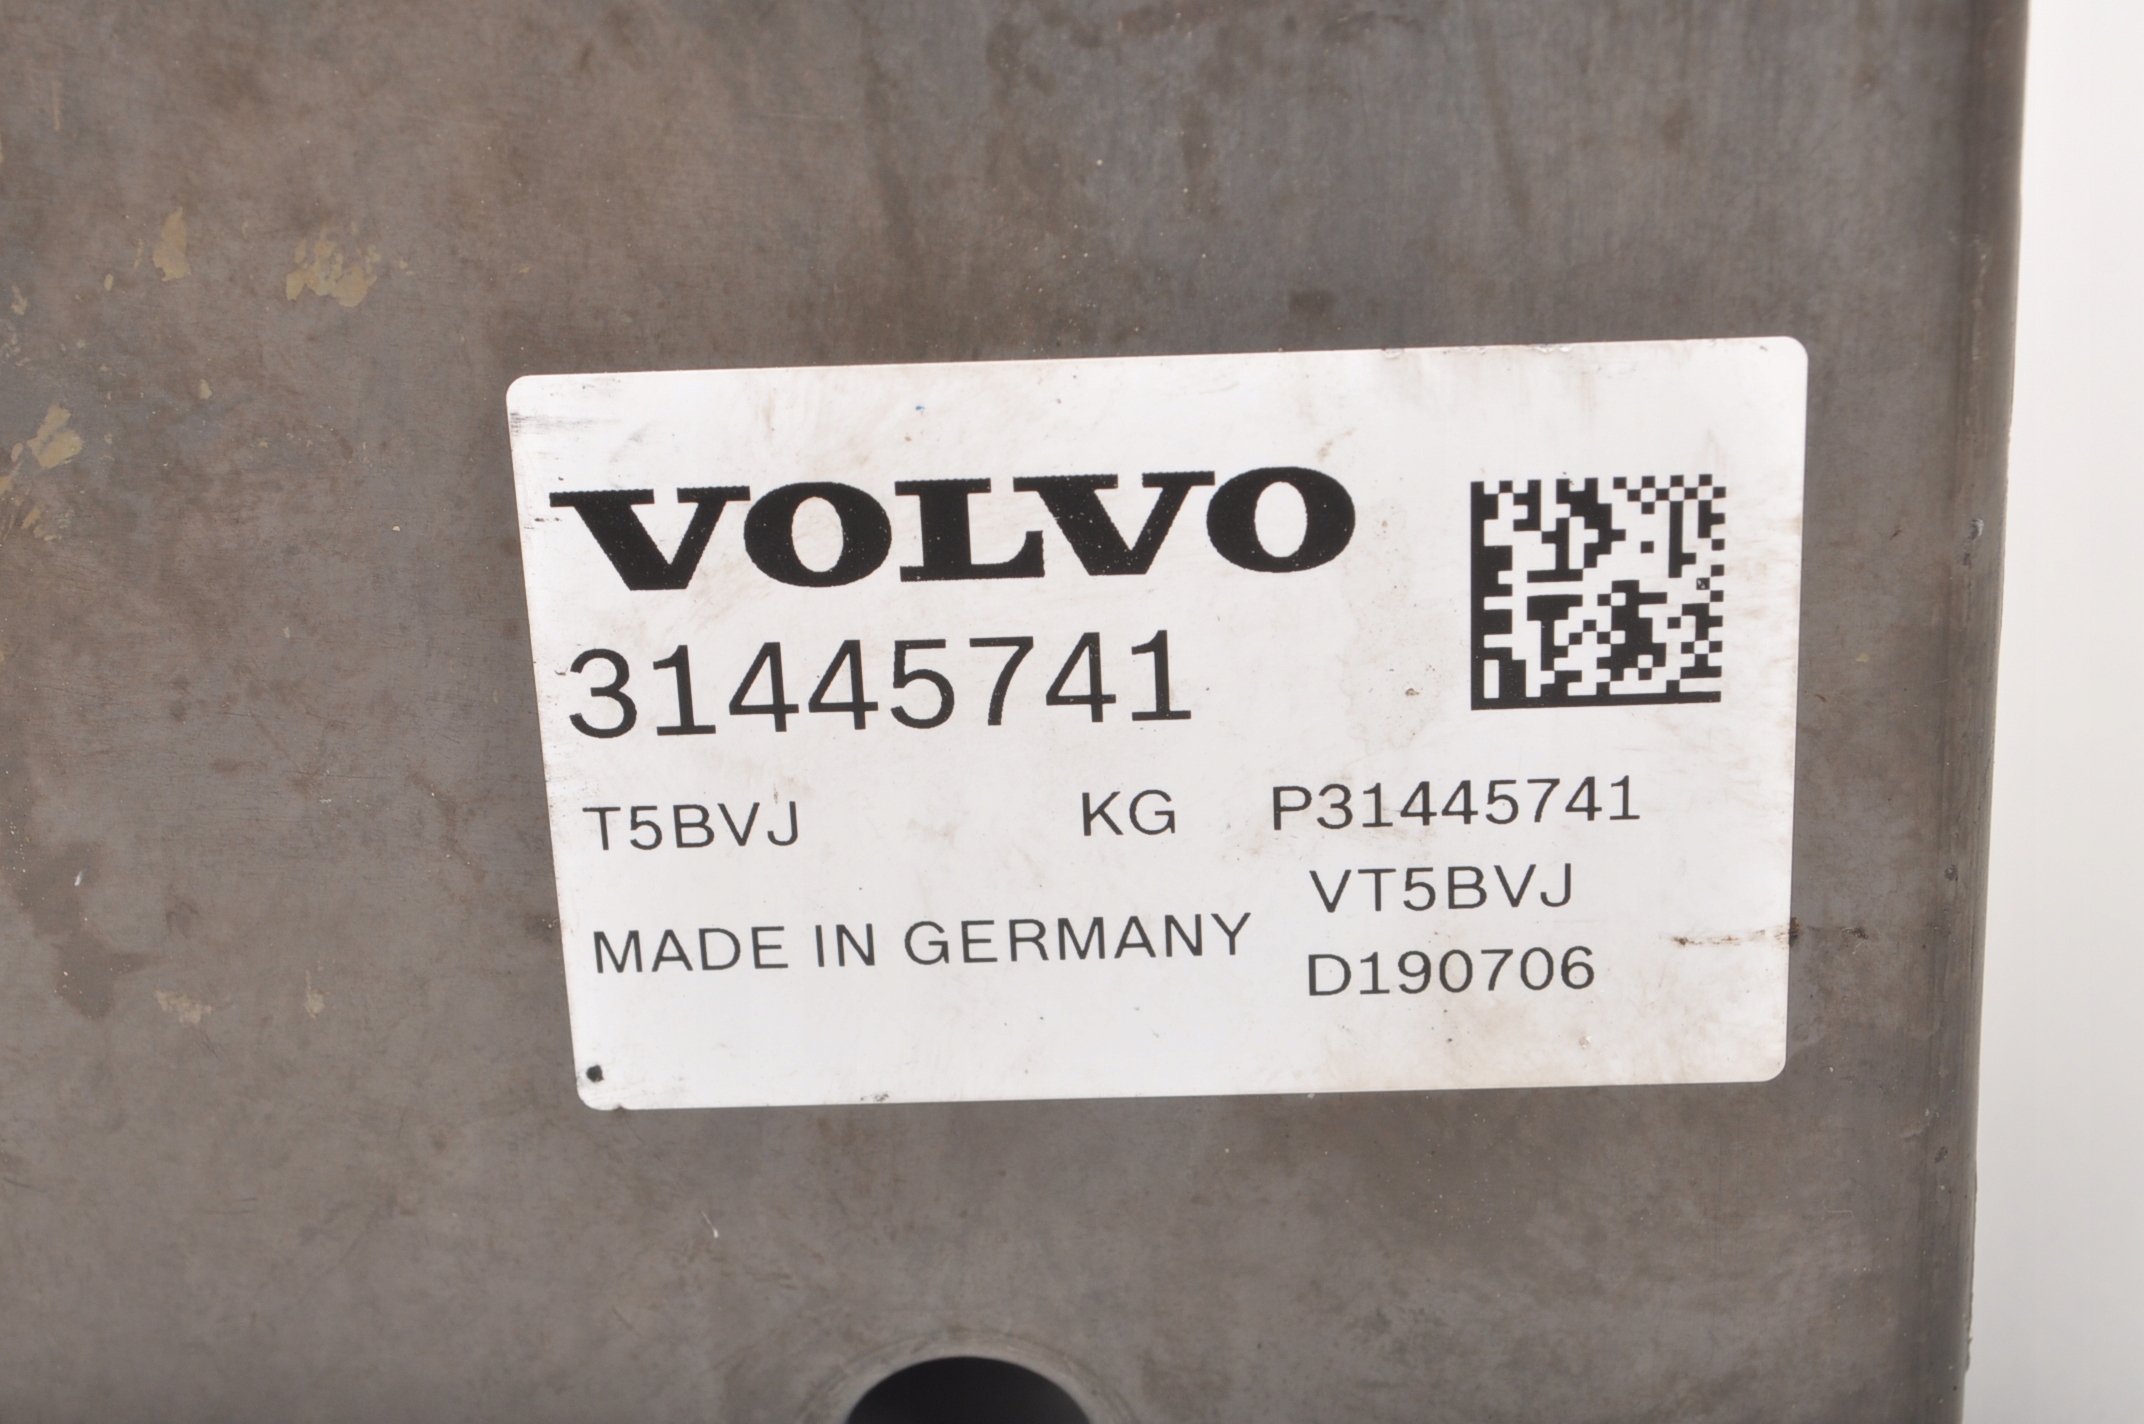 VOLVO
31445741
T5BVJ KG P31445741
VT5BVJ
MADE IN GERMANY
D190706